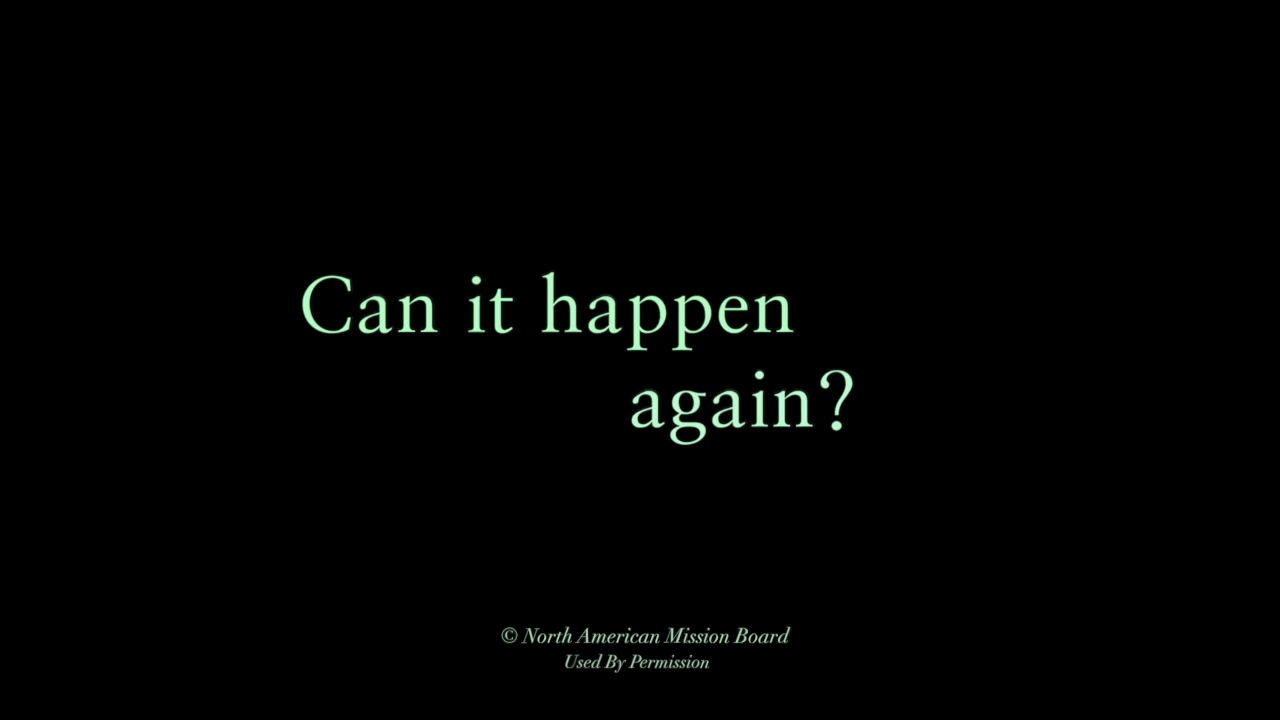 Can it happen
again?
© North American Mission Board
Used By Permission